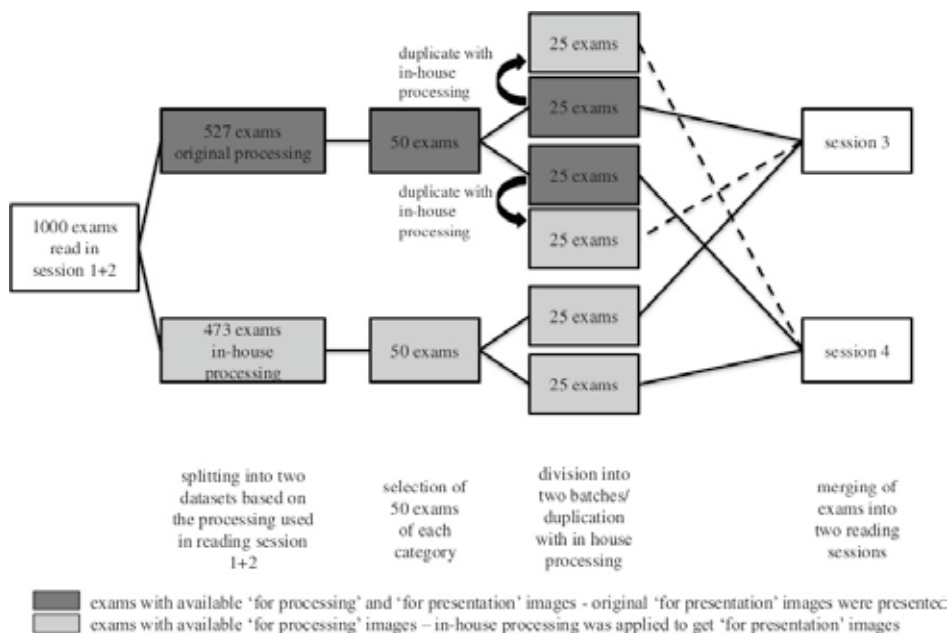 duplicate with
in-house
processing
25 exams
25 exams
527 exams
original processing
50 exams
session 3
25 exams
duplicate with
in-house
processing
25 exams
1000 exams
read in
session 1+2
25 exams
473 exams
in-house
processing
50 exams
session 4
25 exams
splitting into two
datasets based on
the processing used
in reading session
1+2
selection of
50 exams
of each
category
division into
two batches/
duplication
with in house
processing
merging of
exams into
two reading
sessions
exams with available ‘for processing’ and ‘for presentation’ images - original ‘for presentation’ images were presented
exams with available ‘for processing’ images – in-house processing was applied to get ‘for presentation’ images